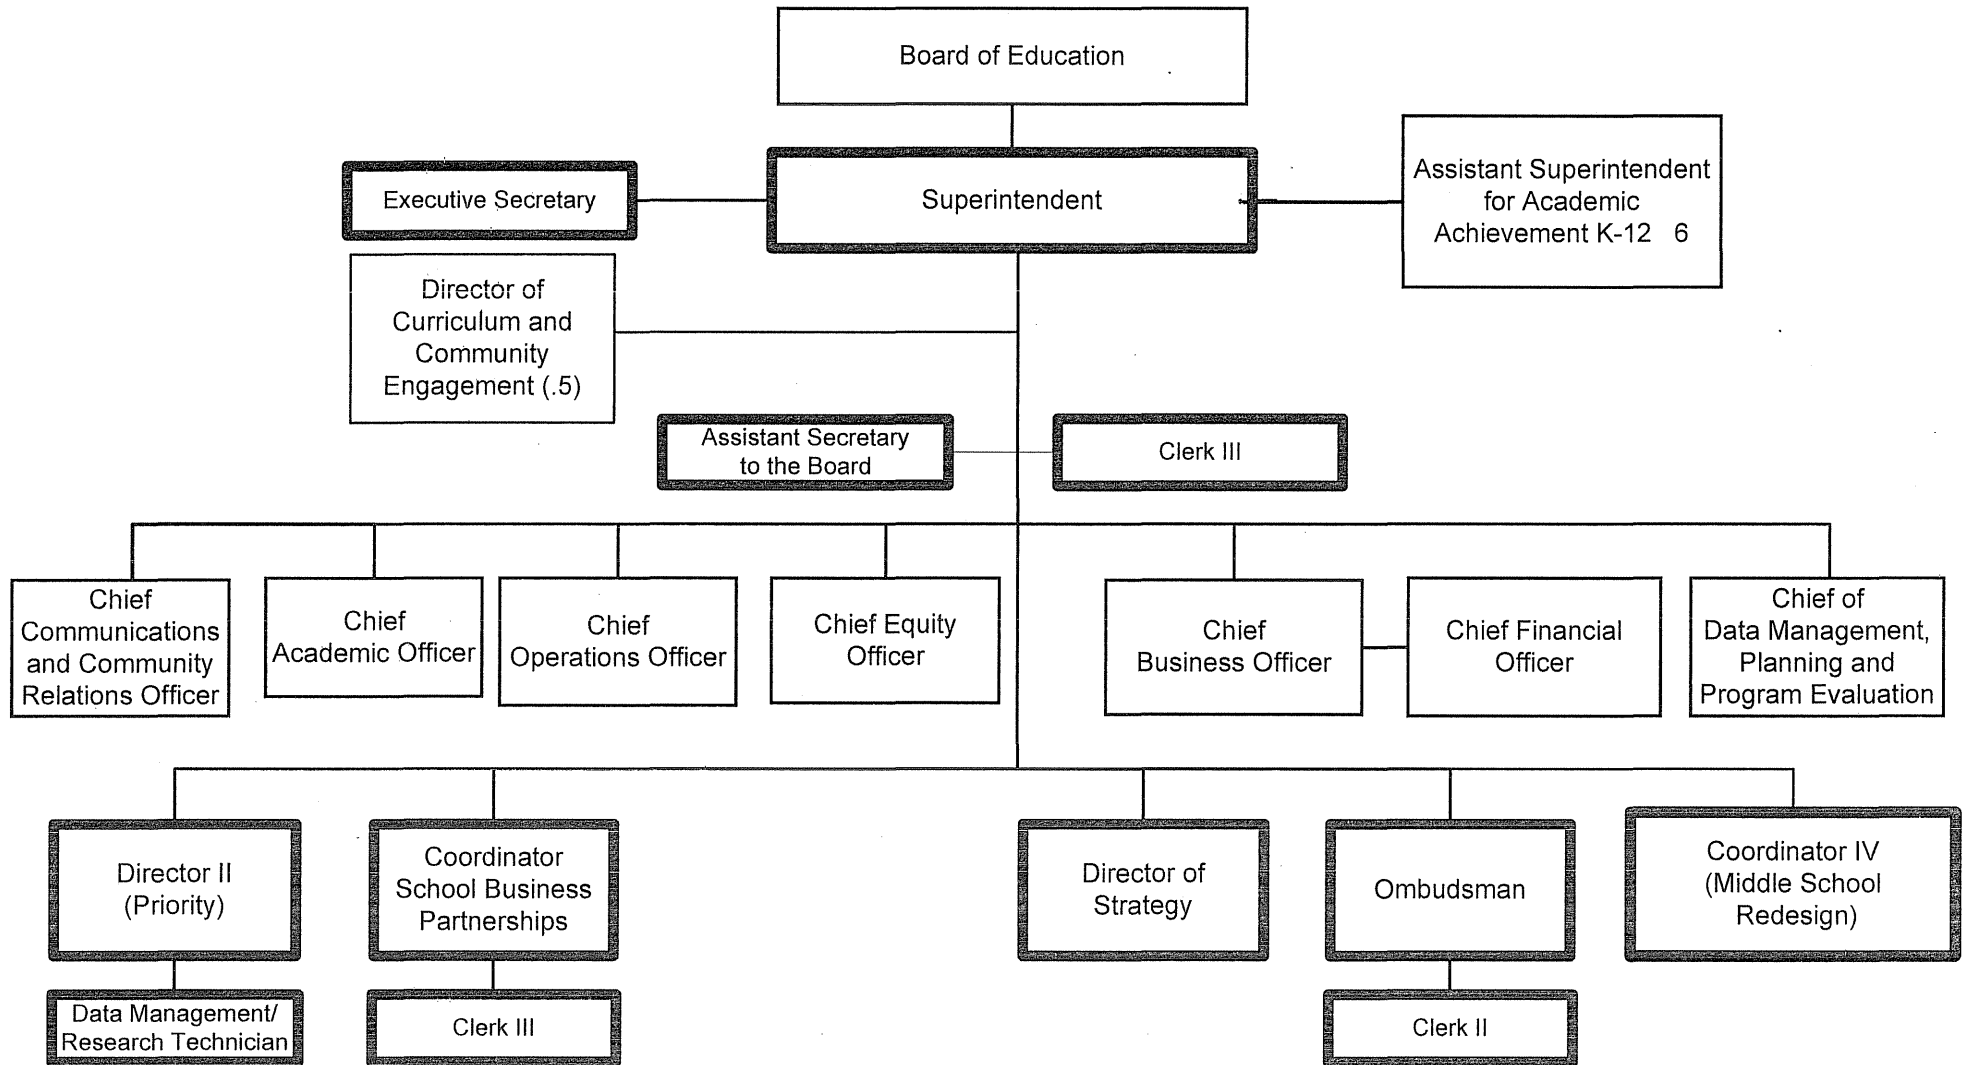 Board of Education
Executive Secretary
Superintendent
Assistant Superintendent
for Academic
Achievement K-12 6
Director of
Curriculum and
Community
Engagement (.5)
Assistant Secretary
to the Board
Clerk III
Chief
Communications
and Community
Relations Officer
Chief
Academic Officer
Chief
Operations Officer
Chief Equity
Officer
Chief
Business Officer
Chief Financial
Officer
Chief of
Data Management,
Planning and
Program Evaluation
Director II
(Priority)
Coordinator
School Business
Partnerships
Director of
Strategy
Ombudsman
Coordinator IV
(Middle School
Redesign)
Data Management/
Research Technician
Clerk III
Clerk II